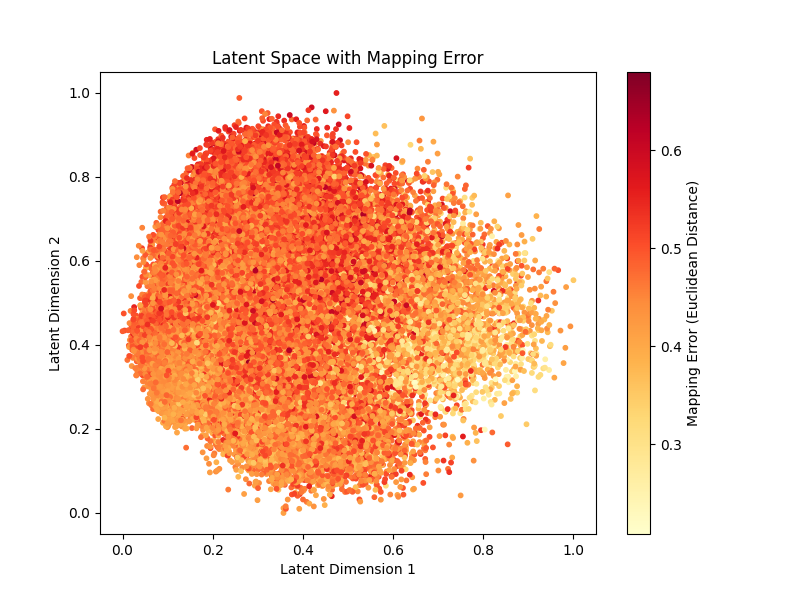 Latent Space with Mapping Error
Latent Dimension 2
1.0
0.8
0.6
0.4
0.2
0.0
0.0 0.2 0.4 0.6 0.8 1.0
Latent Dimension 1
0.6
0.5
0.4
0.3
Mapping Error (Euclidean Distance)